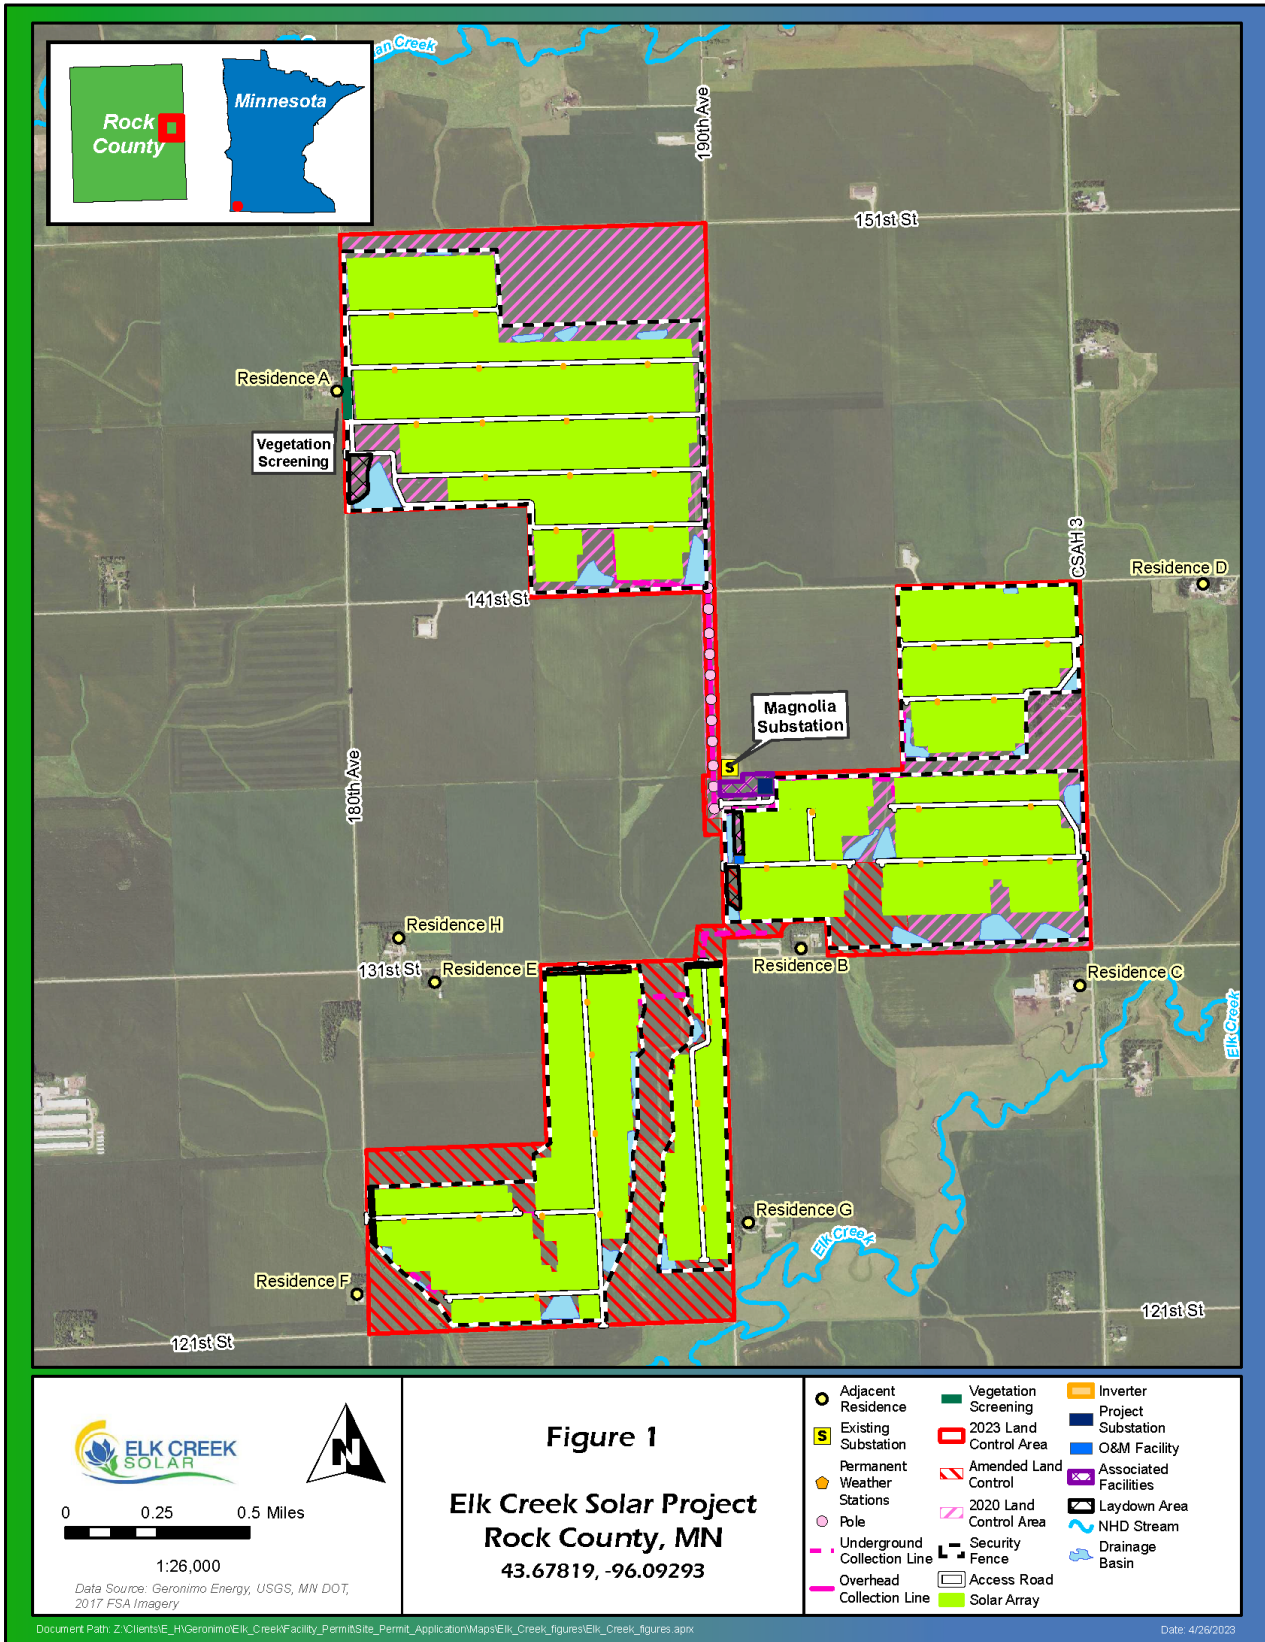 an Creek
Rock
County
Minnesota
190th Ave
151st St
Residence A
Vegetation
Screening
CSAH 3
Residence D
141st St
Magnolia
Substation
S
180th Ave
Residence H
131st St
Residence E
Residence B
Residence C
Elk Creek
Residence G
Elk Creek
Residence F
121st St
121st St
ELK CREEK
SOLAR
N
0 0.25 0.5 Miles
1:26,000
Data Source: Geronimo Energy, USGS, MN DOT,
2017 FSA Imagery
Figure 1
Elk Creek Solar Project
Rock County, MN
43.67819, -96.09293
Adjacent
Residence
S
Existing
Substation
Permanent
Weather
Stations
Pole
Underground
Collection Line
Overhead
Collection Line
Vegetation
Screening
2023 Land
Control Area
Amended Land
Control
2020 Land
Control Area
Security
Fence
Access Road
Solar Array
Inverter
Project
Substation
O&M Facility
Associated
Facilities
Laydown Area
NHD Stream
Drainage
Basin
Document Path: Z:\Clients\E_H\Geronimo\Elk_Creek\Facility_Permit\Site_Permit_Application\Maps\Elk_Creek_figures\Elk_Creek_figures.aprx
Date: 4/26/2023